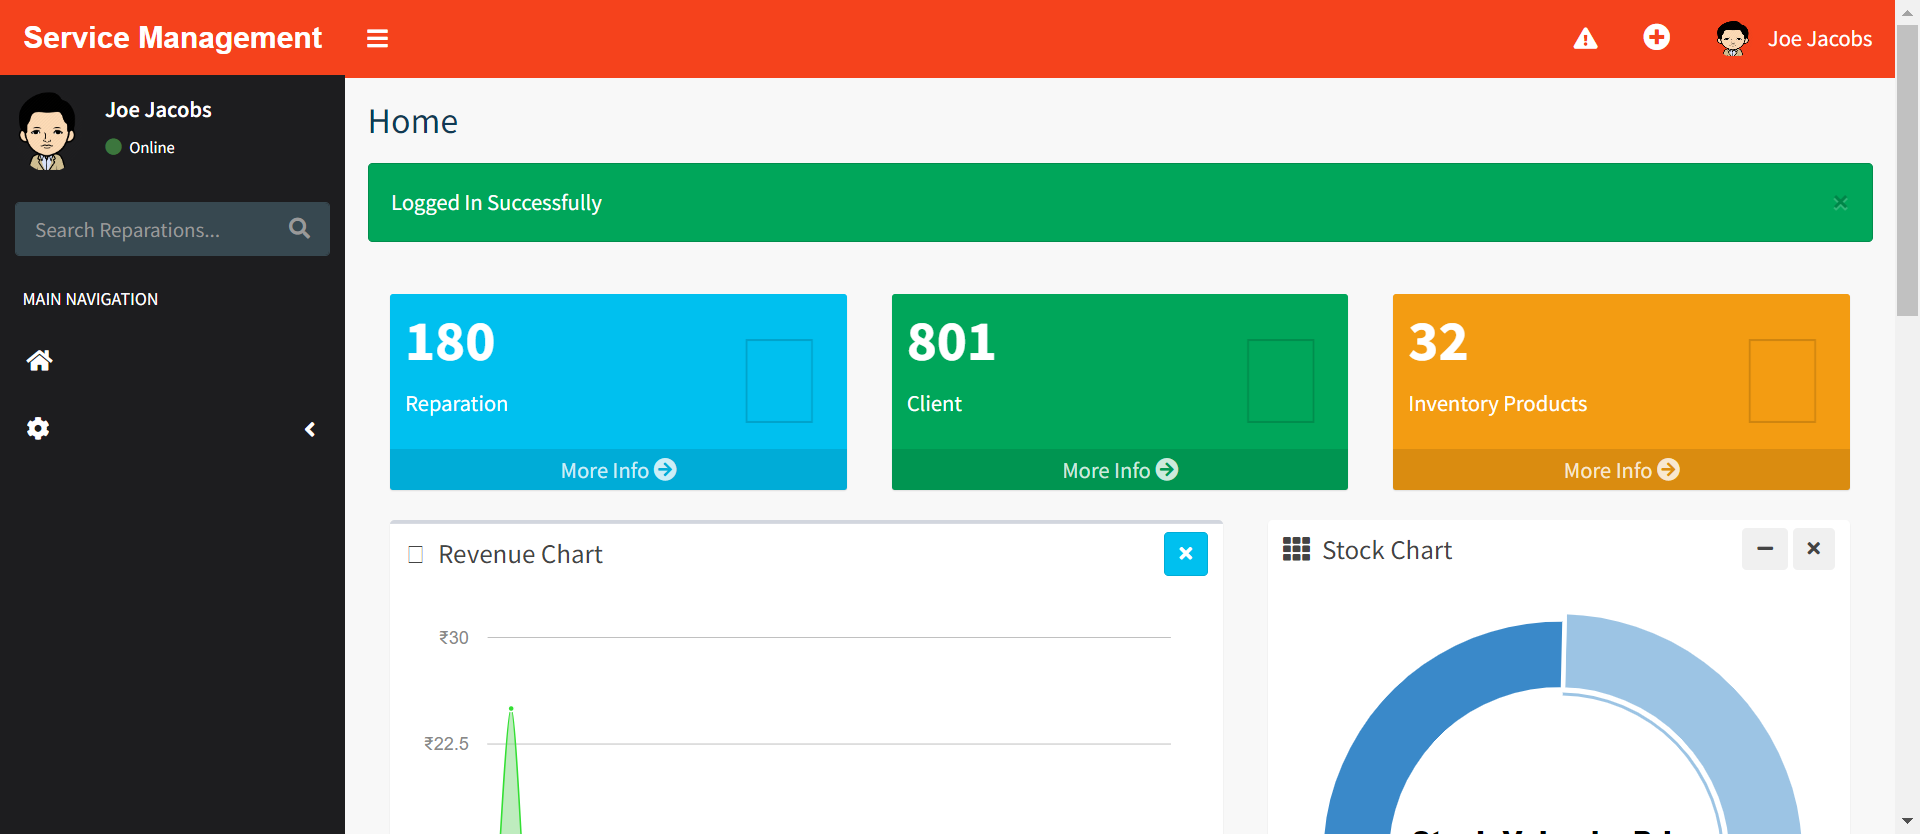 Service Management
Joe Jacobs
Joe Jacobs
Online
Search Reparations...
MAIN NAVIGATION
Home
Logged In Successfully
180
Reparation
More Info
801
Client
More Info
32
Inventory Products
More Info
Revenue Chart
₹30
₹22.5
Stock Chart